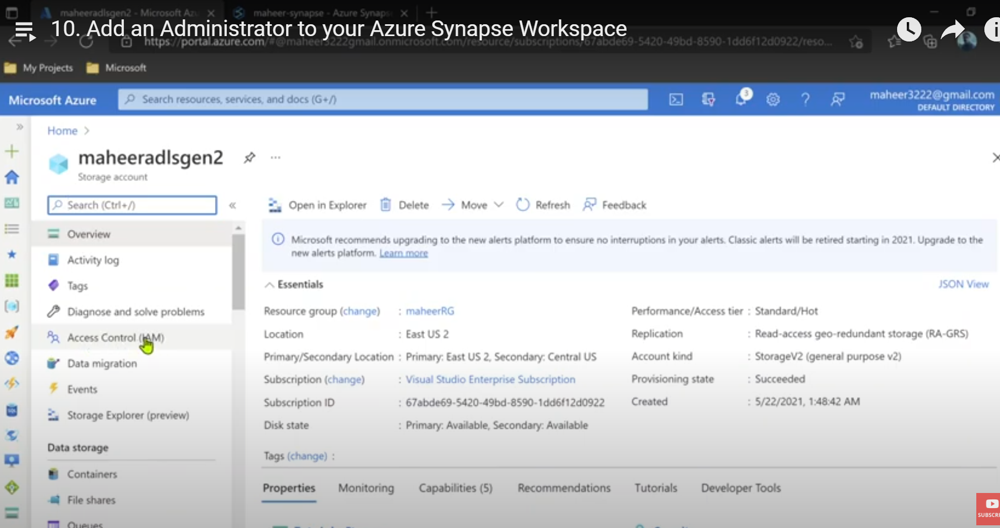 maheeradlsgen2 - Microsoft Azu
maheer-synapse - Azure Synaps
10. Add an Administrator to your Azure Synapse Workspace
https://portal.azure.com/#@maheer3222gmail.onmicrosoft.com/resource/subscriptions/67abde69-5420-49bd-8590-1dd6f12d0922/reso...
My Projects
Microsoft
Microsoft Azure
Search resources, services, and docs (G+/)
3
maheer3222@gmail.com
DEFAULT DIRECTORY
Home
maheeradlsgen2
...
Storage account
Search (Ctrl+/)
Open in Explorer
Delete
Move
Refresh
Feedback
Overview
Activity log
Tags
Diagnose and solve problems
Access Control (IAM)
Data migration
Events
Storage Explorer (preview)
Data storage
Containers
File shares
Queues
Microsoft recommends upgrading to the new alerts platform to ensure no interruptions in your alerts. Classic alerts will be retired starting in 2021. Upgrade to the
new alerts platform. Learn more
Essentials
JSON View
Resource group (change) : maheerRG
Location : East US 2
Primary/Secondary Location : Primary: East US 2, Secondary: Central US
Subscription (change) : Visual Studio Enterprise Subscription
Subscription ID : 67abde69-5420-49bd-8590-1dd6f12d0922
Disk state : Primary: Available, Secondary: Available
Performance/Access tier : Standard/Hot
Replication : Read-access geo-redundant storage (RA-GRS)
Account kind : StorageV2 (general purpose v2)
Provisioning state : Succeeded
Created : 5/22/2021, 1:48:42 AM
Tags (change) :
Properties
Monitoring
Capabilities (5)
Recommendations
Tutorials
Developer Tools
SUBSCRI